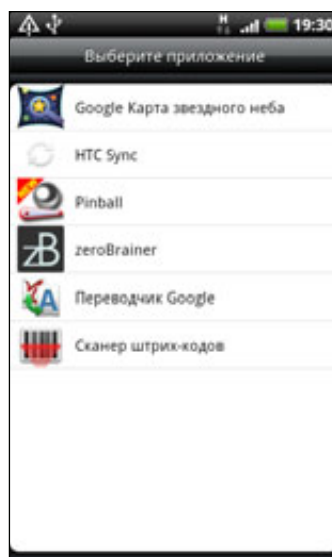 H 19:30
Выберите приложение
Google Карта звездного неба
HTC Sync
Pinball
zeroBrainer
Переводчик Google
Сканер штрих-кодов